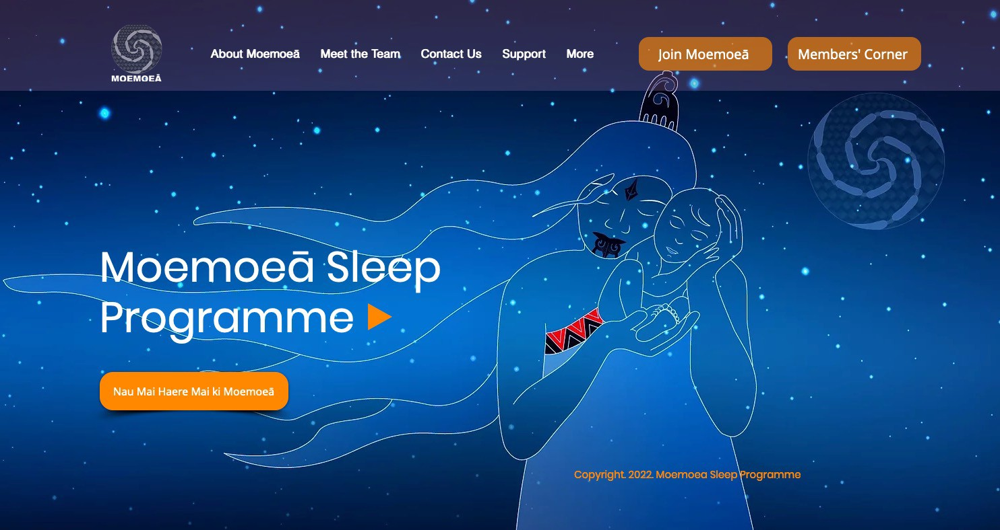 MOEMOEĀ
About Moemoeā
Meet the Team
Contact Us
Support
More
Join Moemoeā
Members' Corner
Moemoeā Sleep
Programme
Nau Mai Haere Mai ki Moemoeā
Copyright. 2022. Moemoea Sleep Programme